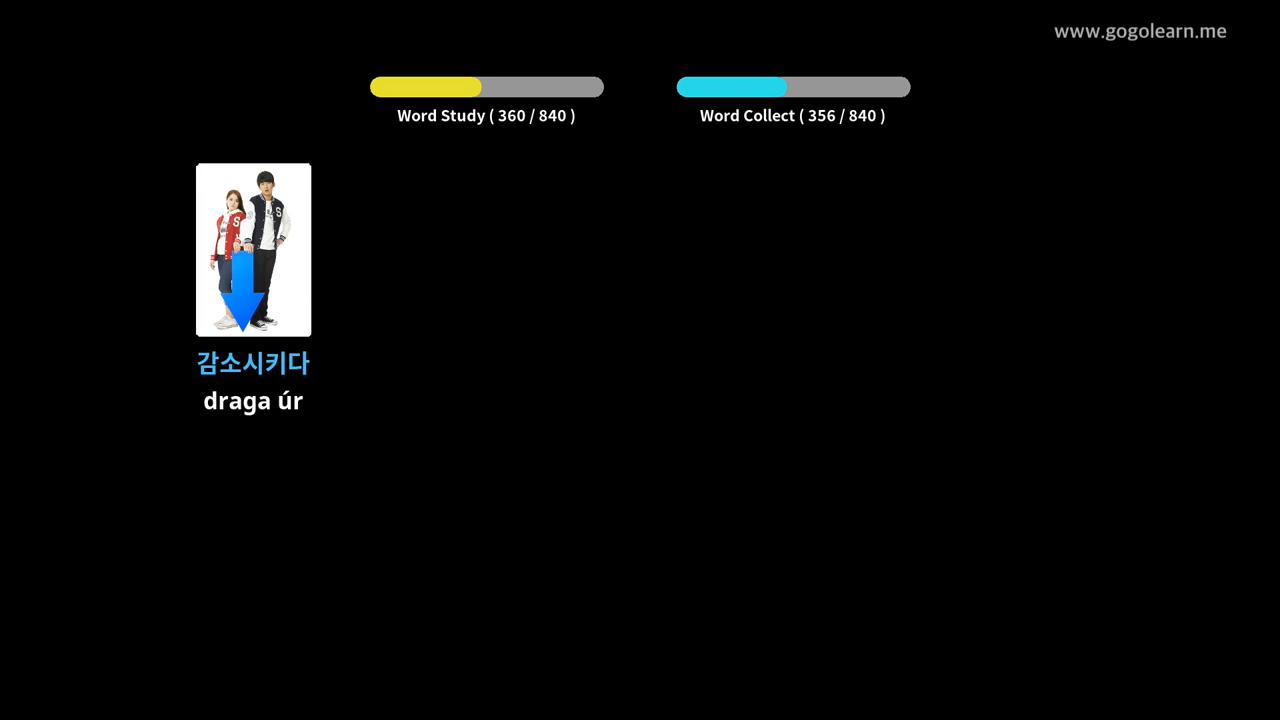 www.gogolearn.me
Word Study ( 360 / 840 )
Word Collect ( 356 / 840 )
S
S
감소시키다
draga úr